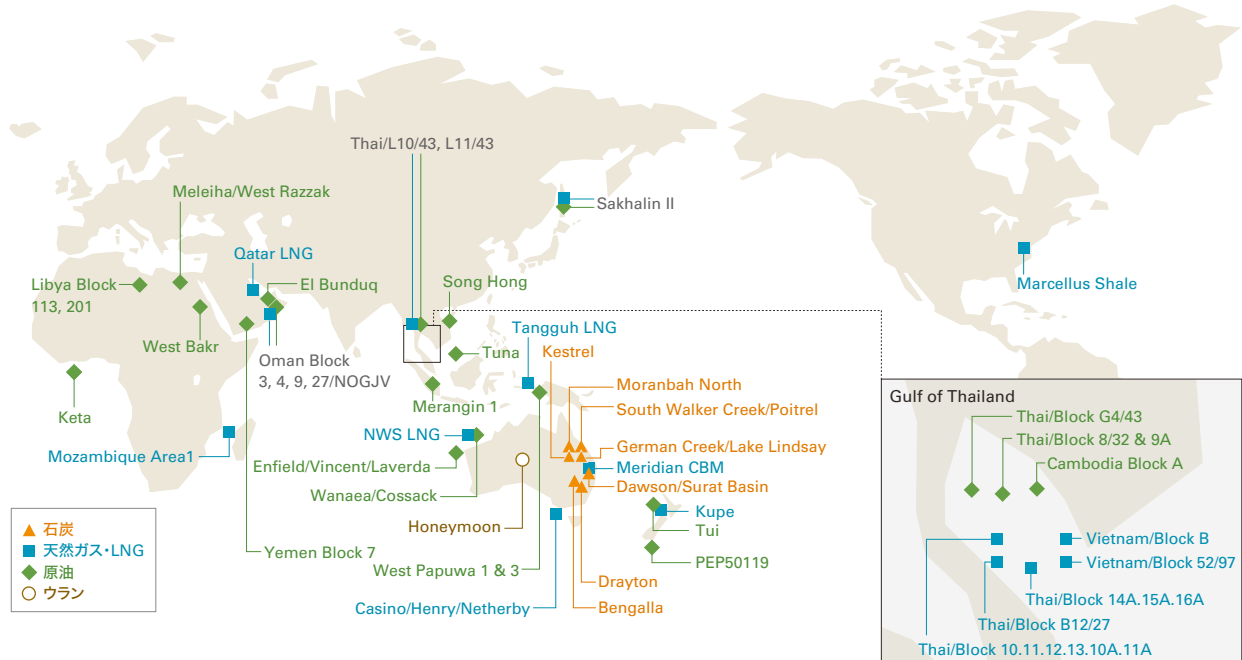 Thai/L10/43, L11/43
Meleiha/West Razzak
Sakhalin II
Qatar LNG
Libya Block
113, 201
El Bunduq
Song Hong
Marcellus Shale
West Bakr
Oman Block
3, 4, 9, 27/NOGJV
Tangguh LNG
Tuna
Kestrel
Keta
Merangin 1
Moranbah North
South Walker Creek/Poitrel
NWS LNG
German Creek/Lake Lindsay
Mozambique Area1
Enfield/Vincent/Laverda
Meridian CBM
Dawson/Surat Basin
Wanaea/Cossack
Honeymoon
Kupe
Tui
Yemen Block 7
West Papuwa 1 & 3
PEP50119
Drayton
Casino/Henry/Netherby
Bengalla
石炭
天然ガス・LNG
原油
ウラン
Gulf of Thailand
Thai/Block G4/43
Thai/Block 8/32 & 9A
Cambodia Block A
Vietnam/Block B
Vietnam/Block 52/97
Thai/Block 14A.15A.16A
Thai/Block B12/27
Thai/Block 10.11.12.13.10A.11A